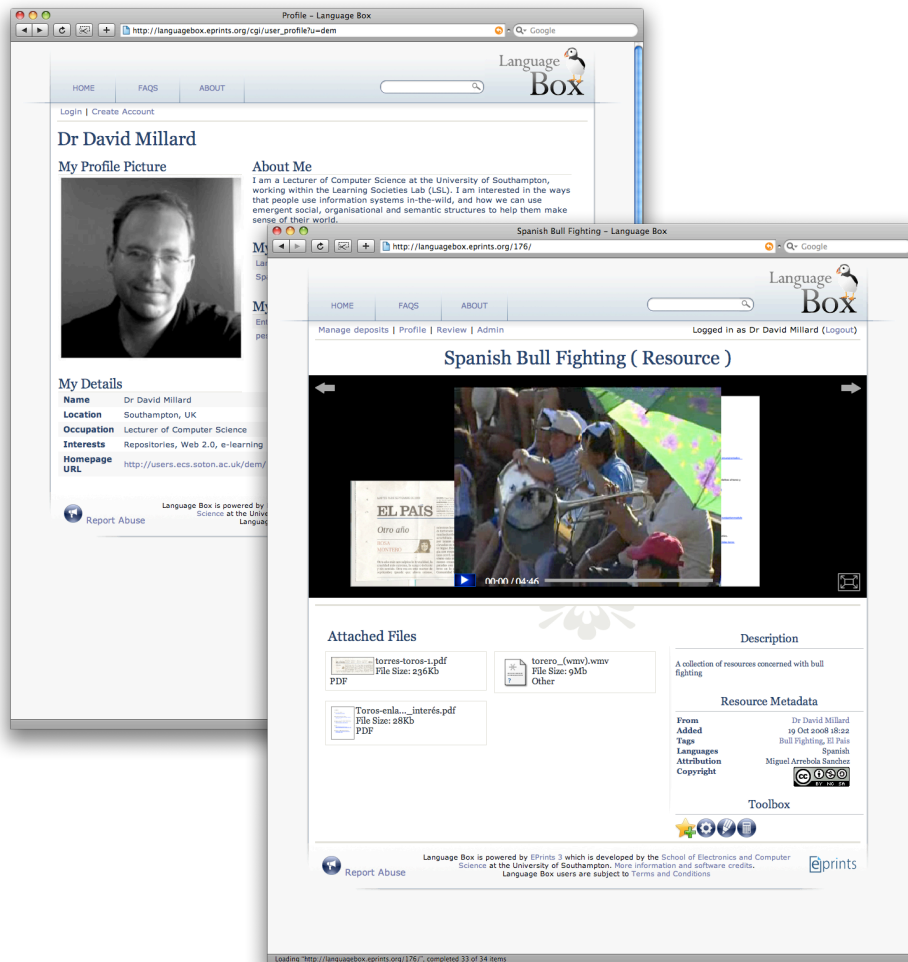 Profile – Language Box
http://languagebox.eprints.org/cgi/user_profile?u=dem
Google
Language
Box
HOME
FAQS
ABOUT
Login | Create Account
Dr David Millard
My Profile Picture
About Me
I am a Lecturer of Computer Science at the University of Southampton,
working within the Learning Societies Lab (LSL). I am interested in the ways
that people use information systems in-the-wild, and how we can use
emergent social, organisational and semantic structures to help them make
sense of their world.
My Details
Name Dr David Millard
Location Southampton, UK
Occupation Lecturer of Computer Science
Interests Repositories, Web 2.0, e-learning
Homepage
URL
http://users.ecs.soton.ac.uk/dem/
Report Abuse
Language Box is powered by
Science at the
Spanish Bull Fighting – Language Box
http://languagebox.eprints.org/176/
Google
Language
Box
HOME
FAQS
ABOUT
Manage deposits | Profile | Review | Admin
Logged in as Dr David Millard (Logout)
Spanish Bull Fighting ( Resource )
EL PAÍS
Otro año
00:00 / 04:46
Attached Files
torres-toros-1.pdf
File Size: 236Kb
PDF
torero_(wmv).wmv
File Size: 9Mb
Other
Toros-enla..._interés.pdf
File Size: 28Kb
PDF
Description
A collection of resources concerned with bull
fighting
Resource Metadata
From Dr David Millard
Added 19 Oct 2008 18:22
Tags Bull Fighting, El Pais
Languages Spanish
Attribution Miguel Arrebola Sanchez
Copyright
cc
BY NC SA
Toolbox
Report Abuse
Language Box is powered by EPrints 3 which is developed by the School of Electronics and Computer
Science at the University of Southampton. More information and software credits.
Language Box users are subject to Terms and Conditions
eprints
Loading "http://languagebox.eprints.org/176/", completed 33 of 34 items